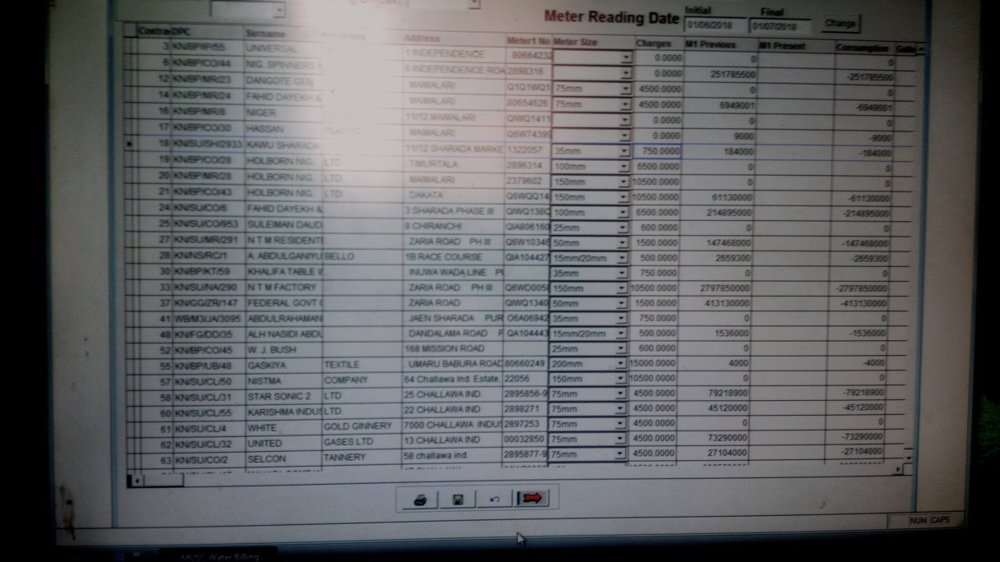 Meter Reading Date Initial Final
01/06/2018 01/07/2018 Change
Contra OPC Surname Address Meter1 No Meter Size Charges M1 Previous M1 Present Consumption
3 KN/BP/IP/55 UNIVERSAL 1 INDEPENDENCE 80664232 0.0000 0 0
6 KN/BP/CO/44 NIG. SPINNERS 6 INDEPENDENCE ROA 2898316 0.0000 251785500 -251785500
12 KN/BP/MR/23 DANGOTE GEN MAIMALARI Q1Q1WQ1 75mm 4500.0000 0 0
14 KN/BP/MR/24 FAHID DAYEKH & MAIMALARI 80654626 75mm 4500.0000 6949001 -6949001
16 KN/BP/MR/8 NIGER 11/12 MAIMALARI QIWQ1411 0.0000 0 0
17 KN/BP/CO/30 HASSAN PLASTIC MAIMALARI Q6W74399 0.0000 9000 -9000
18 KN/SU/SH/2933 KAWU SHARADA 11/12 SHARADA MARKE 1322057 35mm 750.0000 184000 -184000
19 KN/BP/CO/28 HOLBORN NIG. LTD T/MURTALA 2896314 100mm 6500.0000 0 0
20 KN/BP/MR/28 HOLBORN NIG. LTD. MAIMALARI 2379602 150mm 10500.0000 0 0
21 KN/BP/CO/43 HOLBORN NIG. LTD DAKATA Q6WQQ14 150mm 10500.0000 61130000 -61130000
24 KN/SU/CO/6 FAHID DAYEKH & 3 SHARADA PHASE III QIWQ138C 100mm 6500.0000 214895000 -214895000
25 KN/SU/CO/953 SULEIMAN DAUD 8 CHIRANCHI QIA806160 25mm 600.0000 0 0
27 KN/SU/MR/291 N T M RESIDENTI ZARIA ROAD PH III Q6W10346 50mm 1500.0000 147468000 -147468000
28 KN/NS/RC/1 A. ABDULGANIYU BELLO 1B RACE COURSE QIA104427 15mm/20mm 500.0000 2659300 -2659300
30 KN/BP/KT/59 KHALIFA TABLE W INUWA WADA LINE PL 35mm 750.0000 0 0
33 KN/SU/NA/290 N T M FACTORY ZARIA ROAD PH III Q6WD005 150mm 10500.0000 2797850000 -2797850000
37 KN/GG/ZR/147 FEDERAL GOVT ZARIA ROAD QIWQ1340 50mm 1500.0000 413130000 -413130000
41 WB/M3/JA/3095 ABDULRAHAMAN JAEN SHARADA PUR O6A06942 35mm 750.0000 0 0
48 KN/FG/DD/35 ALH NASIDI ABDU DANDALAMA ROAD QA104443 15mm/20mm 500.0000 1536000 -1536000
52 KN/BP/CO/45 W. J. BUSH 168 MISSION ROAD 25mm 600.0000 0 0
55 KN/BP/UB/48 GASKIYA TEXTILE UMARU BABURA ROAD 80660249 200mm 15000.0000 4000 -4000
57 KN/SU/CL/50 NISTMA COMPANY 64 Challawa Ind. Estate, 22056 150mm 10500.0000 0 0
58 KN/SU/CL/31 STAR SONIC 2 LTD 25 CHALLAWA IND 2895856-9 75mm 4500.0000 79218900 -79218900
60 KN/SU/CL/55 KARISHMA INDUS LTD 22 CHALLAWA IND 2898271 75mm 4500.0000 45120000 -45120000
61 KN/SU/CL/4 WHITE GOLD GINNERY 7000 CHALLAWA INDUS 2897253 75mm 4500.0000 0 0
62 KN/SU/CL/32 UNITED GASES LTD 13 CHALLAWA IND 00032850 75mm 4500.0000 73290000 -73290000
63 KN/SU/CO/2 SELCON TANNERY 58 challawa ind. 2895877-9 75mm 4500.0000 27104000 -27104000
NUM CAPS
Water Billing